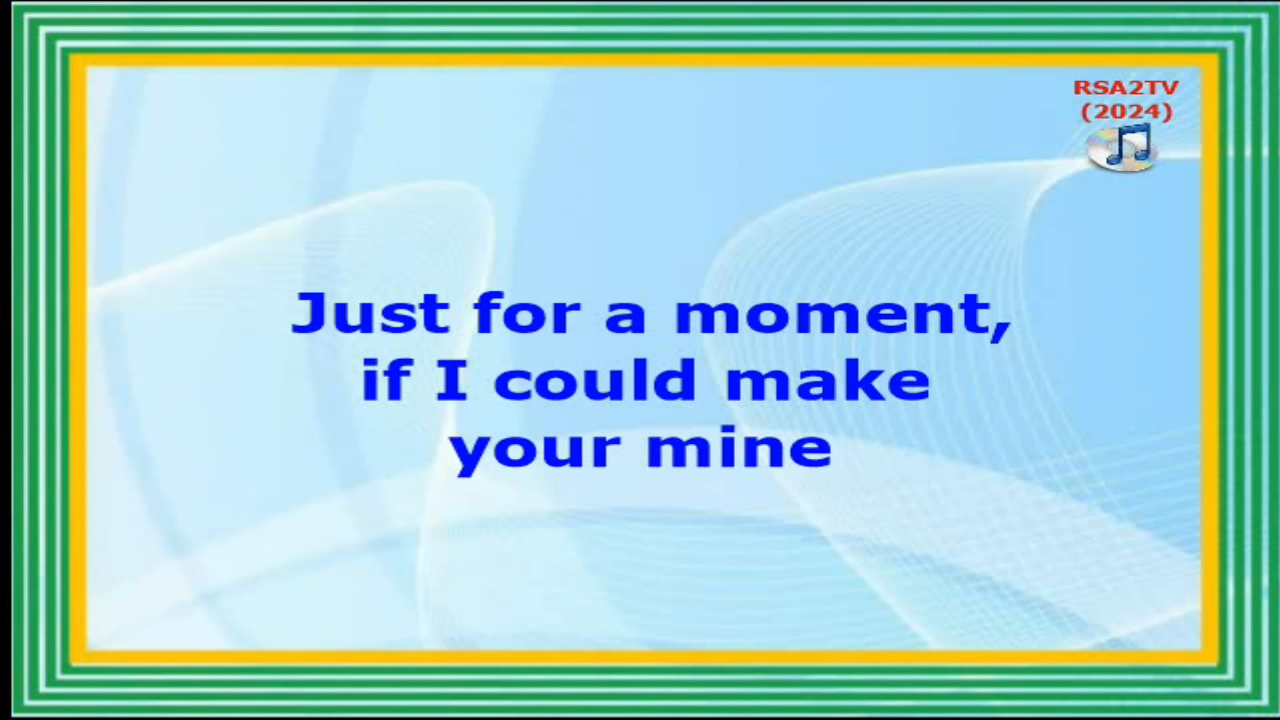 RSA2TV
(2024)
Just for a moment,
if I could make
your mine